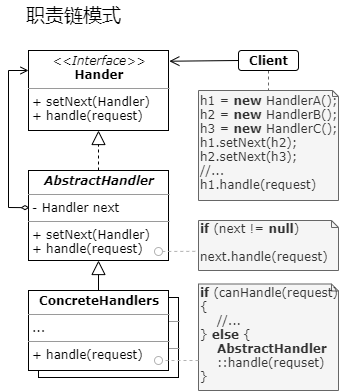 职责链模式
<<Interface>>
Hander
+ setNext(Handler)
+ handle(request)
Client
h1 = new HandlerA();
h2 = new HandlerB();
h3 = new HandlerC();
h1.setNext(h2);
h2.setNext(h3);
//...
h1.handle(request)
AbstractHandler
- Handler next
+ setNext(Handler)
+ handle(request)
if (next != null)
next.handle(request)
ConcreteHandlers
...
+ handle(request)
if (canHandle(request)
{
//...
} else {
AbstractHandler
::handle(requset)
}